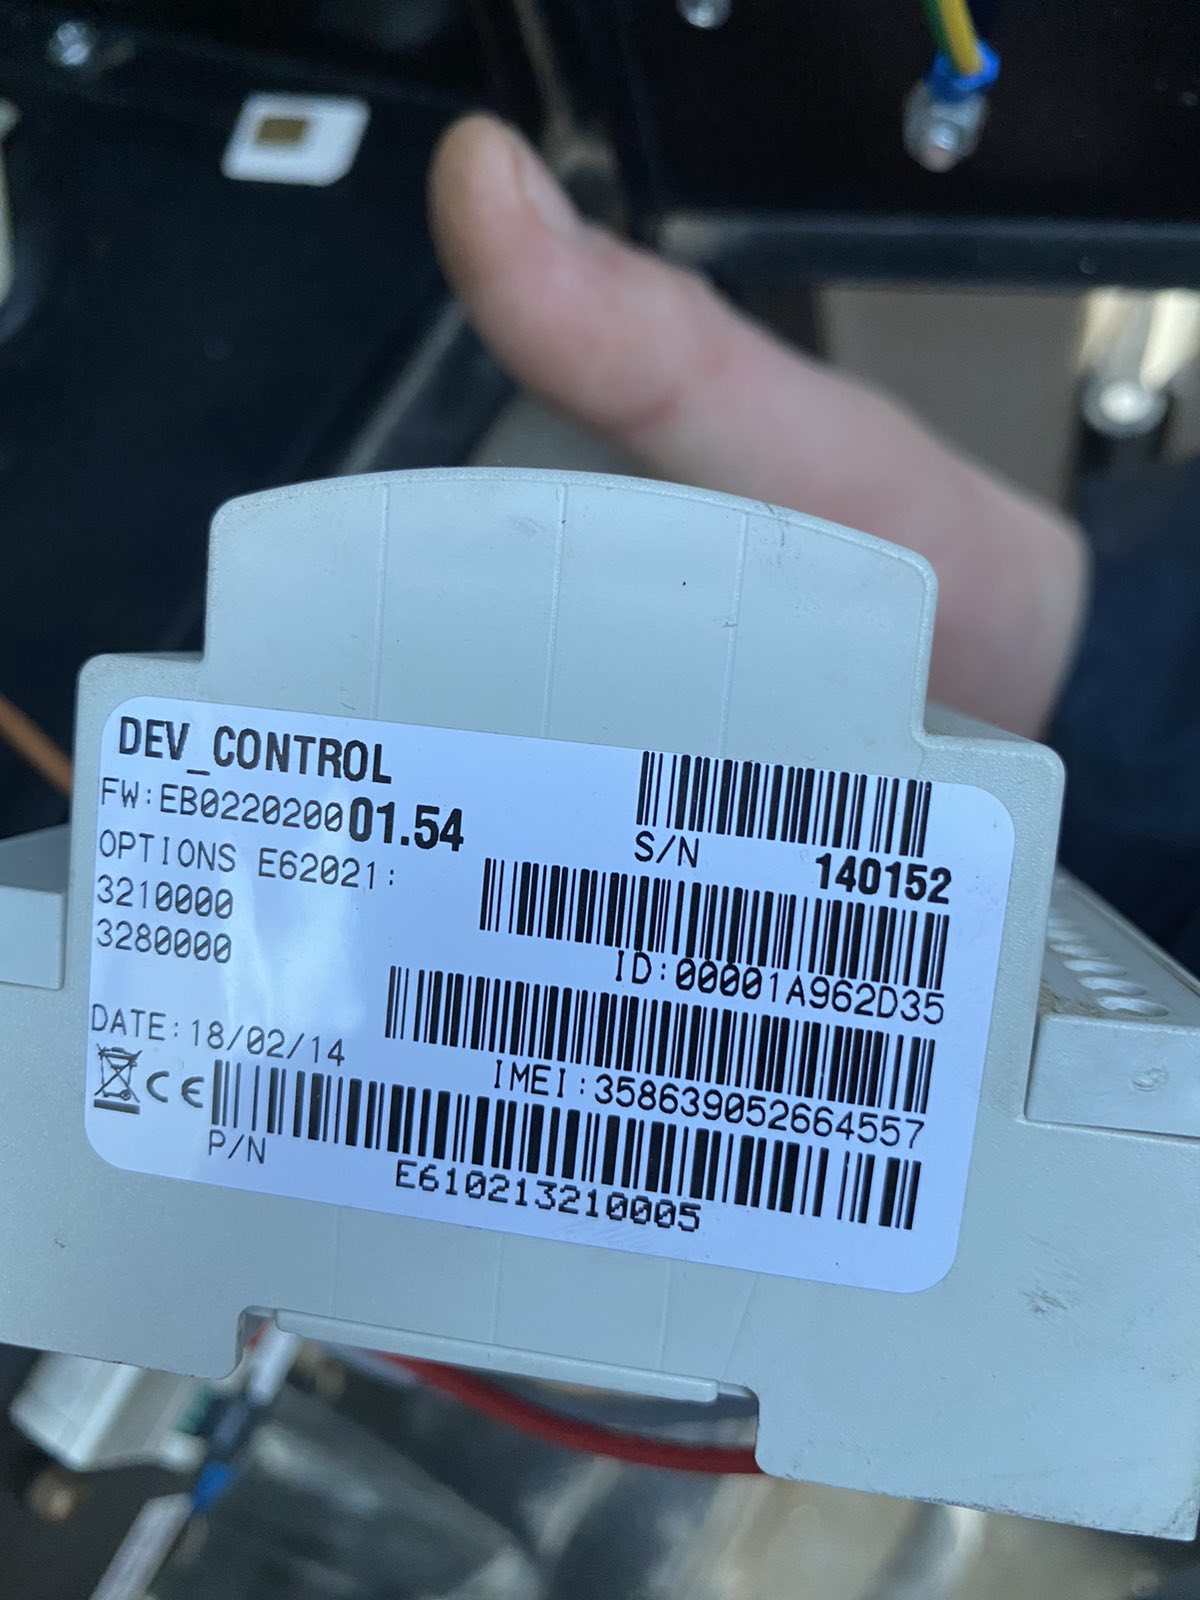 DEV_CONTROL
FW:EB0220200 01.54
OPTIONS E62021:
3210000
3280000
DATE:18/02/14
CE
S/N 140152
ID:00001A962D35
IMEI:358639052664557
P/N E610213210005